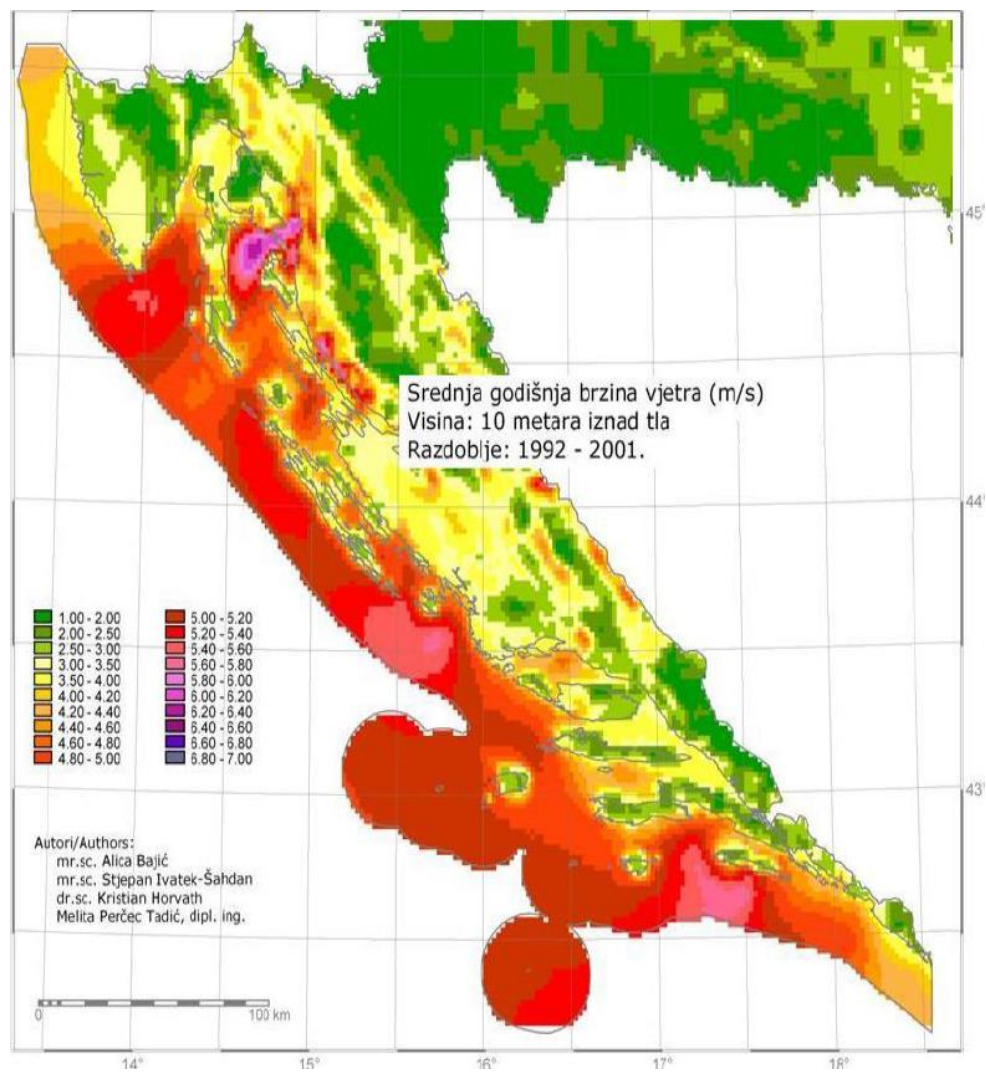 45°
Srednja godišnja brzina vjetra (m/s)
Visina: 10 metara iznad tla
Razdoblje: 1992 - 2001.
44°
1.00 - 2.00
2.00 - 2.50
2.50 - 3.00
3.00 - 3.50
3.50 - 4.00
4.00 - 4.20
4.20 - 4.40
4.40 - 4.60
4.60 - 4.80
4.80 - 5.00
5.00 - 5.20
5.20 - 5.40
5.40 - 5.60
5.60 - 5.80
5.80 - 6.00
6.00 - 6.20
6.20 - 6.40
6.40 - 6.60
6.60 - 6.80
6.80 - 7.00
43°
Autori/Authors:
mr.sc. Alica Bajić
mr.sc. Stjepan Ivatek-Šahdan
dr.sc. Kristian Horvath
Melita Perčec Tadić, dipl. ing.
0 100 km
14° 15° 16° 17° 18°